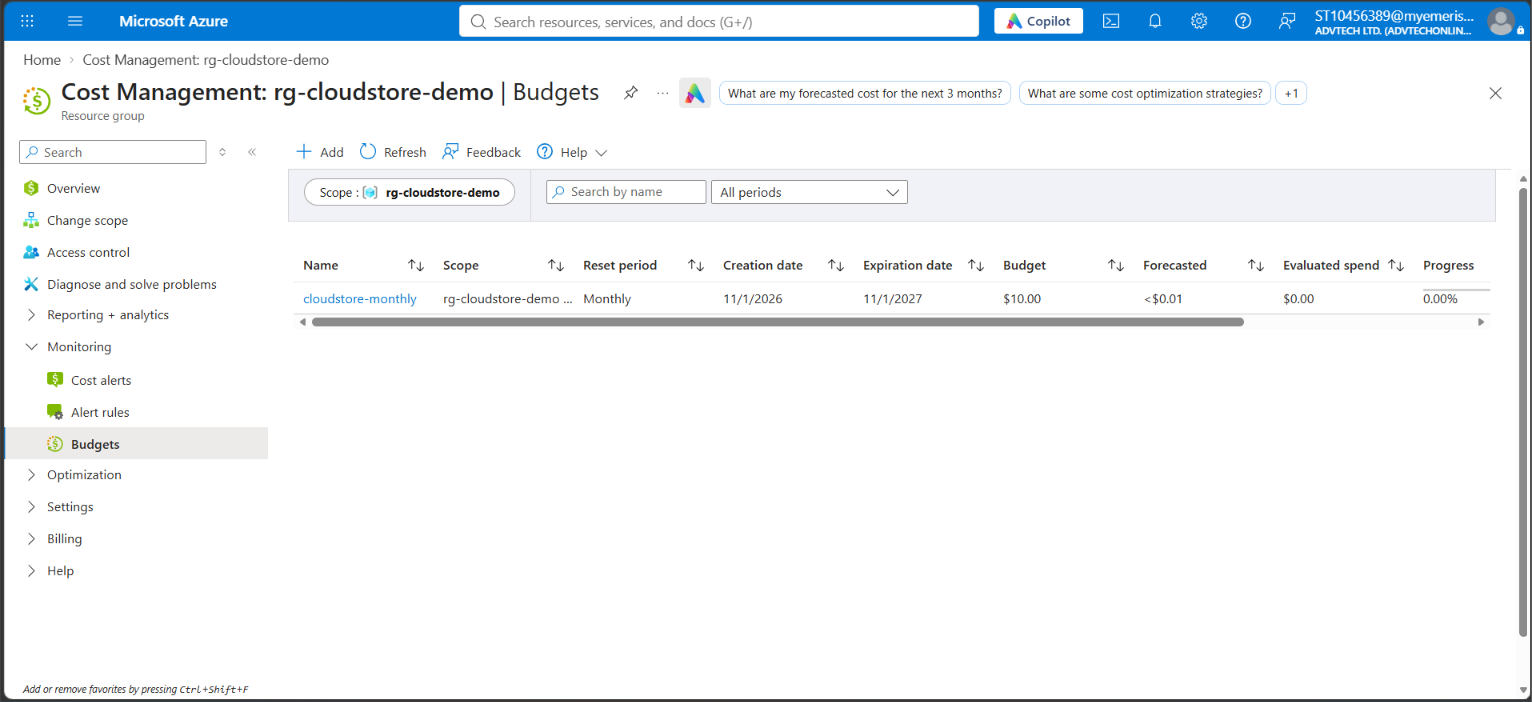 Microsoft Azure
Search resources, services, and docs (G+/)
Copilot
ST10456389@myemeris...
ADVTECH LTD. (ADVTECHONLIN...
Home > Cost Management: rg-cloudstore-demo
Cost Management: rg-cloudstore-demo | Budgets
Resource group
What are my forecasted cost for the next 3 months?
What are some cost optimization strategies?
+1
Search
Add
Refresh
Feedback
Help
Overview
Change scope
Access control
Diagnose and solve problems
Reporting + analytics
Monitoring
Cost alerts
Alert rules
Budgets
Optimization
Settings
Billing
Help
Scope : rg-cloudstore-demo
Search by name
All periods
Name Scope Reset period Creation date Expiration date Budget Forecasted Evaluated spend Progress
cloudstore-monthly rg-cloudstore-demo ... Monthly 11/1/2026 11/1/2027 $10.00 <$0.01 $0.00 0.00%
Add or remove favorites by pressing Ctrl+Shift+F